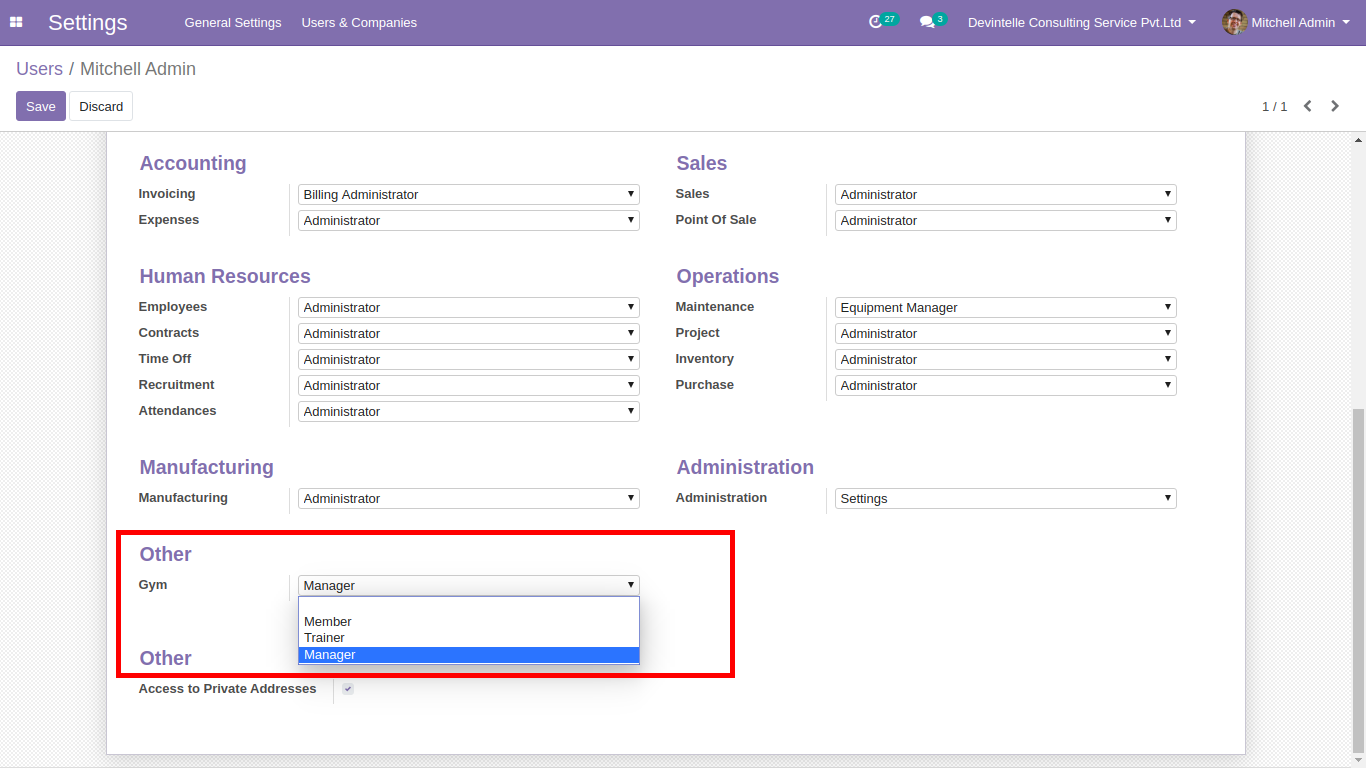 Settings
General Settings
Users & Companies
27
3
Devintelle Consulting Service Pvt.Ltd
Mitchell Admin
Users / Mitchell Admin
Save
Discard
1 / 1
Accounting
Invoicing
Billing Administrator
Expenses
Administrator
Sales
Sales
Administrator
Point Of Sale
Administrator
Human Resources
Employees
Administrator
Contracts
Administrator
Time Off
Administrator
Recruitment
Administrator
Attendances
Administrator
Operations
Maintenance
Equipment Manager
Project
Administrator
Inventory
Administrator
Purchase
Administrator
Manufacturing
Manufacturing
Administrator
Administration
Administration
Settings
Other
Gym
Manager
Member
Trainer
Manager
Other
Access to Private Addresses